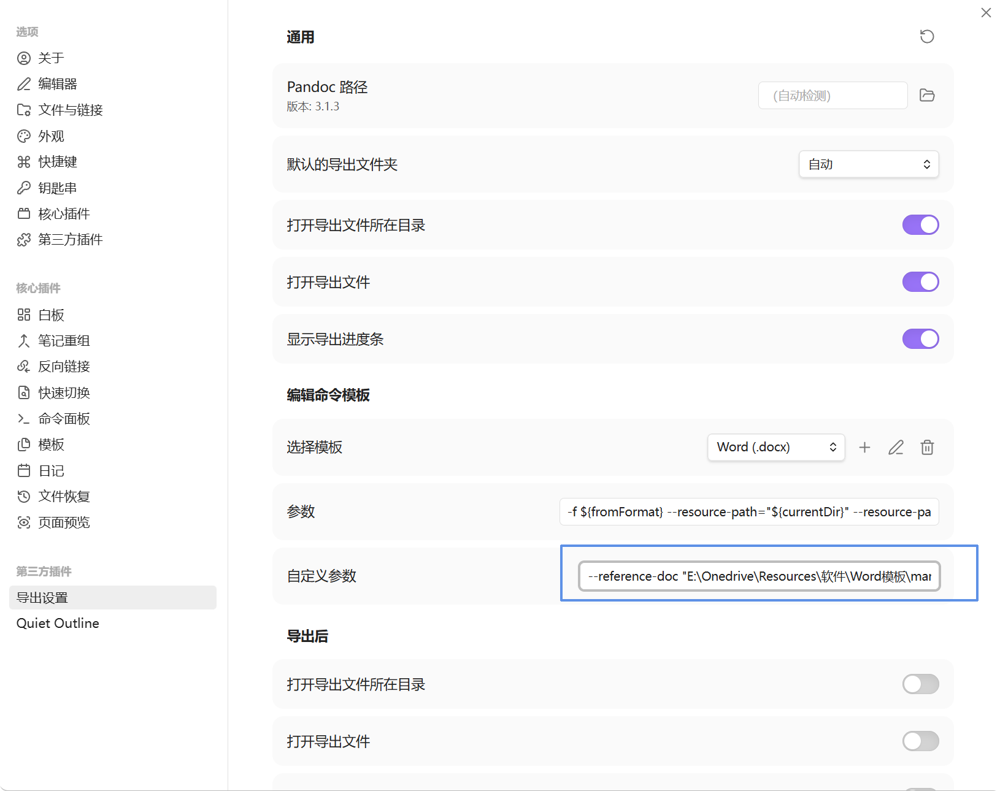 选项
关于
编辑器
文件与链接
外观
快捷键
钥匙串
核心插件
第三方插件
核心插件
白板
笔记重组
反向链接
快速切换
命令面板
模板
日记
文件恢复
页面预览
第三方插件
导出设置
Quiet Outline
通用
Pandoc 路径
版本: 3.1.3
(自动检测)
默认的导出文件夹
自动
打开导出文件所在目录
打开导出文件
显示导出进度条
编辑命令模板
选择模板
Word (.docx)
参数
-f ${fromFormat} --resource-path="${currentDir}" --resource-pa
自定义参数
--reference-doc "E:\Onedrive\Resources\软件\Word模板\mar
导出后
打开导出文件所在目录
打开导出文件